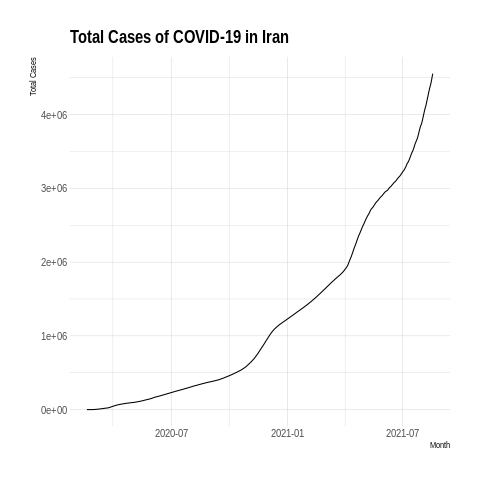 Total Cases of COVID-19 in Iran
Total Cases
4e+06
3e+06
2e+06
1e+06
0e+00
2020-07 2021-01 2021-07
Month